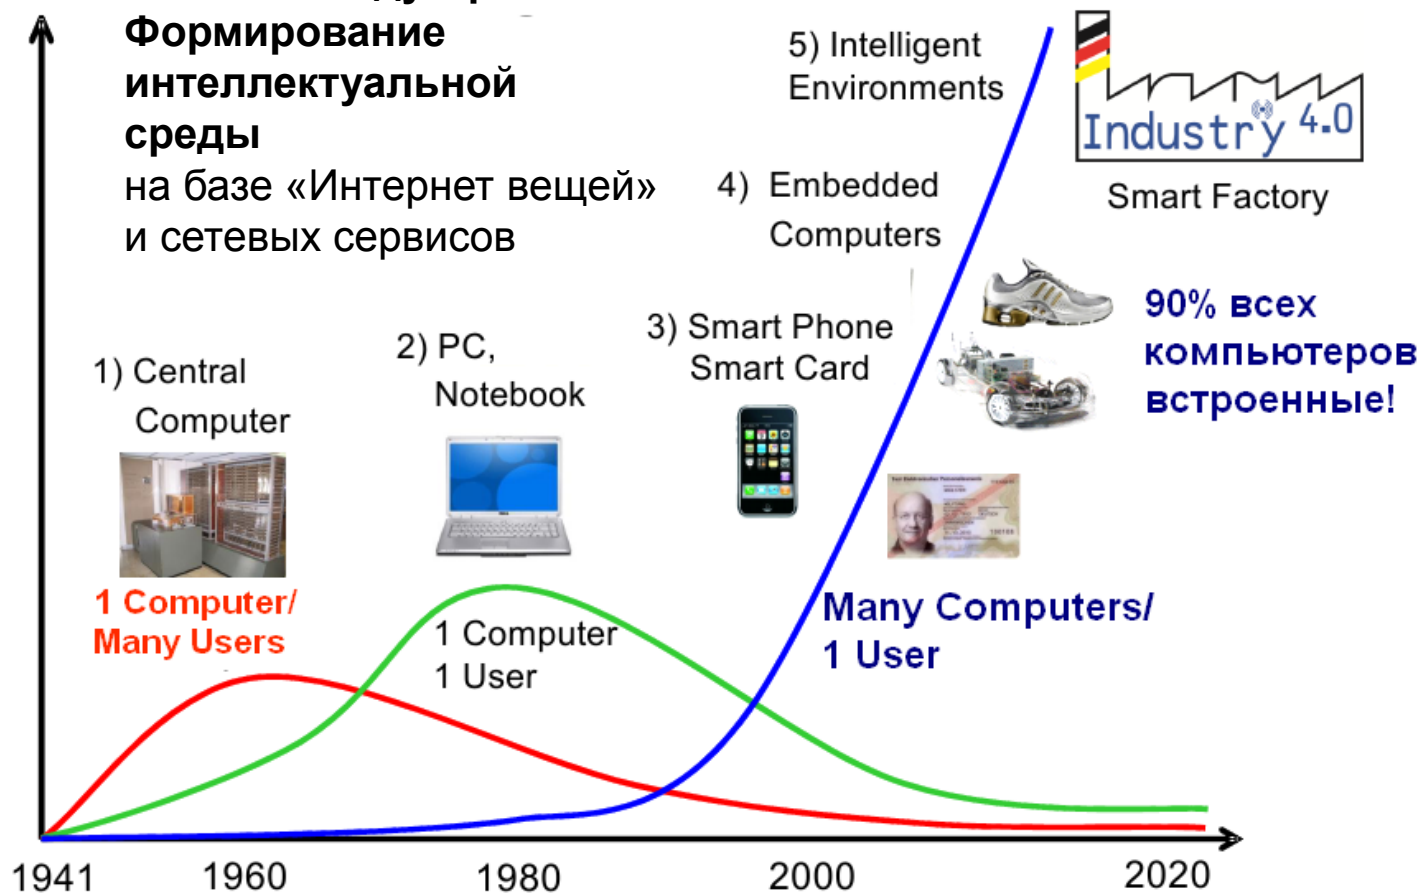 Формирование
интеллектуальной
среды
на базе «Интернет вещей»
и сетевых сервисов
5) Intelligent
Environments
Industry 4.0
Smart Factory
4) Embedded
Computers
90% всех
компьютеров
встроенные!
3) Smart Phone
Smart Card
2) PC,
Notebook
1) Central
Computer
1 Computer/
Many Users
1 Computer
1 User
Many Computers/
1 User
1941
1960
1980
2000
2020